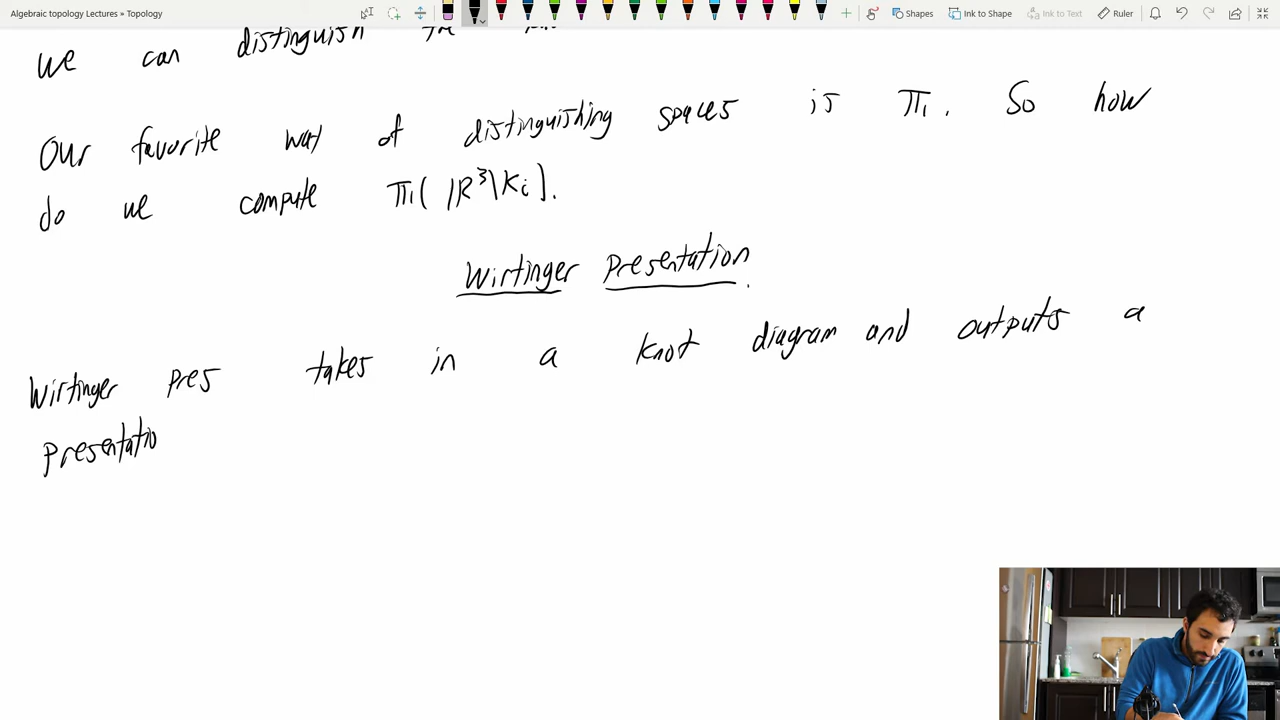 Algebraic topology Lectures » Topology
Shapes
Ink to Shape
Ink to Text
Ruler
we can distinguish
Our favorite way of distinguishing spaces is π₁. So how
do we compute π₁(ℝ³\Kᵢ).
Wirtinger Presentation.
Wirtinger pres takes in a knot diagram and outputs a
presentatio